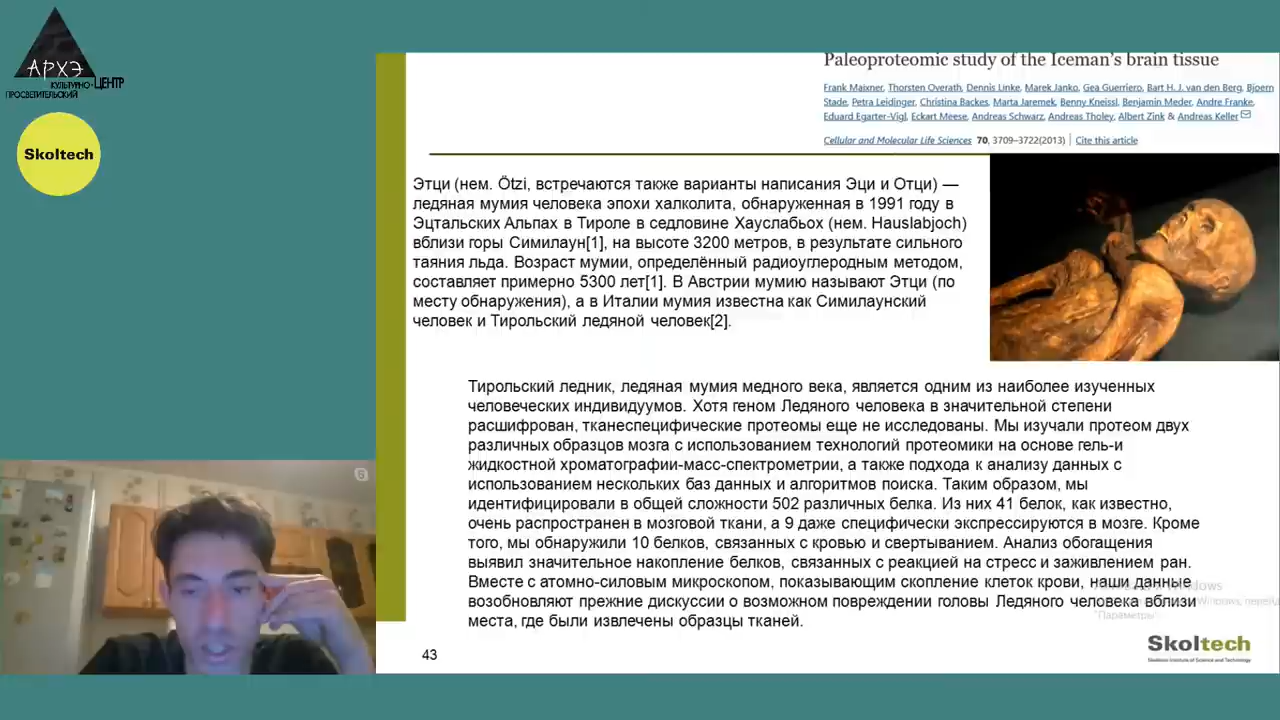 АРХЭ
КУЛЬТУРНО-ЦЕНТР
ПРОСВЕТИТЕЛЬСКИЙ
Skoltech
Paleoproteomic study of the Iceman's brain tissue
Frank Maixner, Thorsten Overath, Dennis Linke, Marek Janko, Gea Guerriero, Bart H. J. van den Berg, Bjoern
Stade, Petra Leidinger, Christina Backes, Marta Jaremek, Benny Kneissl, Benjamin Meder, Andre Franke,
Eduard Egarter-Vigl, Eckart Meese, Andreas Schwarz, Andreas Tholey, Albert Zink & Andreas Keller
Cellular and Molecular Life Sciences 70, 3709–3722(2013) | Cite this article
Этци (нем. Ötzi, встречаются также варианты написания Эци и Отци) —
ледяная мумия человека эпохи халколита, обнаруженная в 1991 году в
Эцтальских Альпах в Тироле в седловине Хауслабьох (нем. Hauslabjoch)
вблизи горы Симилаун[1], на высоте 3200 метров, в результате сильного
таяния льда. Возраст мумии, определённый радиоуглеродным методом,
составляет примерно 5300 лет[1]. В Австрии мумию называют Этци (по
месту обнаружения), а в Италии мумия известна как Симилаунский
человек и Тирольский ледяной человек[2].
Тирольский ледник, ледяная мумия медного века, является одним из наиболее изученных
человеческих индивидуумов. Хотя геном Ледяного человека в значительной степени
расшифрован, тканеспецифические протеомы еще не исследованы. Мы изучали протеом двух
различных образцов мозга с использованием технологий протеомики на основе гель-и
жидкостной хроматографии-масс-спектрометрии, а также подхода к анализу данных с
использованием нескольких баз данных и алгоритмов поиска. Таким образом, мы
идентифицировали в общей сложности 502 различных белка. Из них 41 белок, как известно,
очень распространен в мозговой ткани, а 9 даже специфически экспрессируются в мозге. Кроме
того, мы обнаружили 10 белков, связанных с кровью и свертыванием. Анализ обогащения
выявил значительное накопление белков, связанных с реакцией на стресс и заживлением ран.
Вместе с атомно-силовым микроскопом, показывающим скопление клеток крови, наши данные
возобновляют прежние дискуссии о возможном повреждении головы Ледяного человека вблизи
места, где были извлечены образцы тканей.
Windows
Windows, перей
"Параметры".
43
Skoltech
Skolkovo Institute of Science and Technology